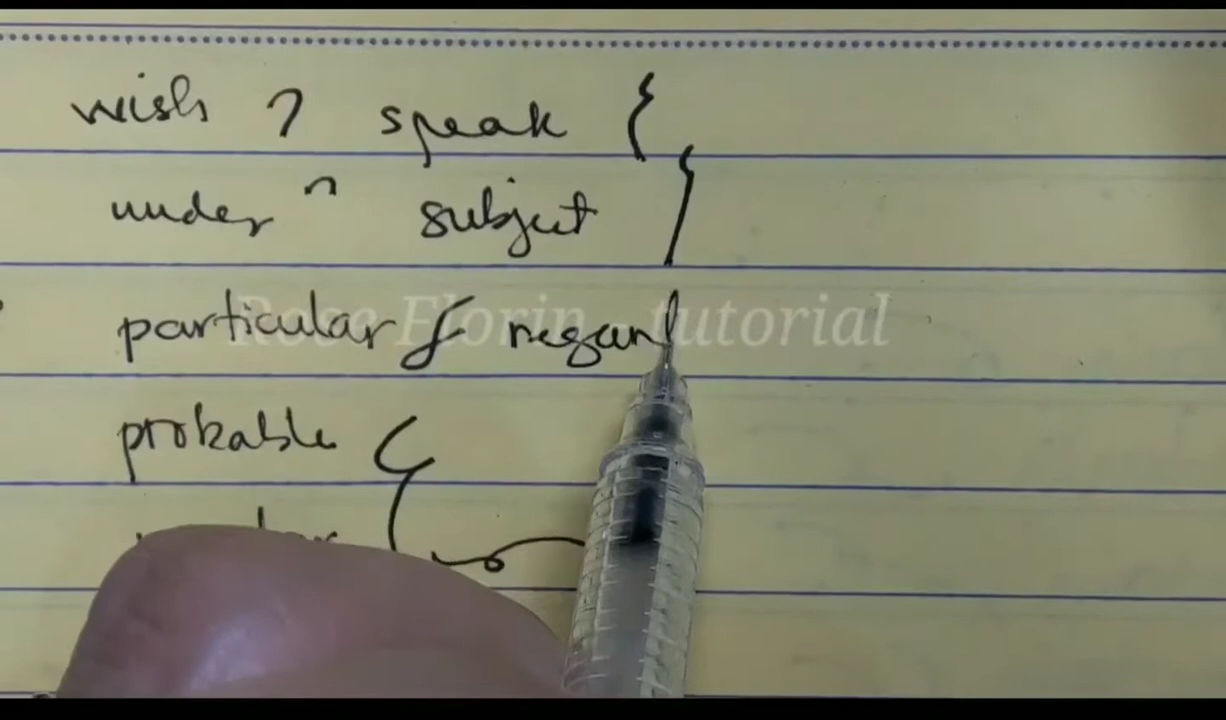 wish speak
under subject
particular regard
probable
Rose Florin tutorial